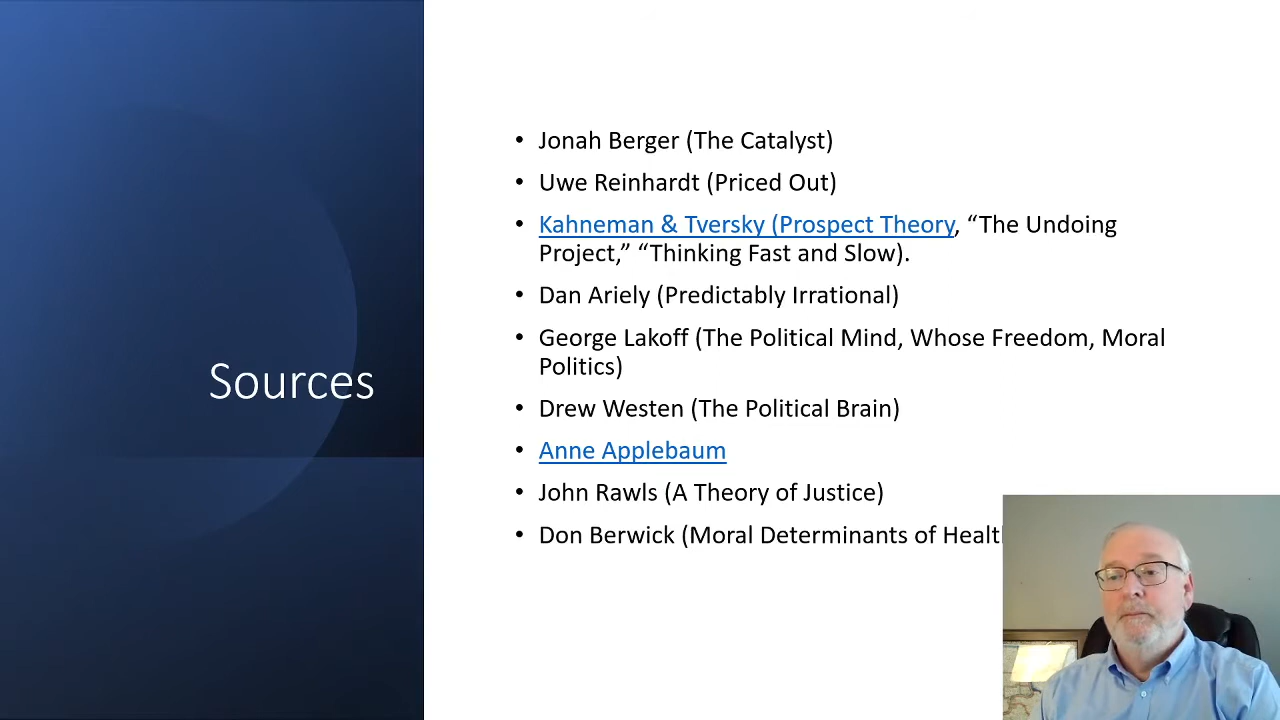 Sources
• Jonah Berger (The Catalyst)
• Uwe Reinhardt (Priced Out)
• Kahneman & Tversky (Prospect Theory, “The Undoing
Project,” “Thinking Fast and Slow).
• Dan Ariely (Predictably Irrational)
• George Lakoff (The Political Mind, Whose Freedom, Moral
Politics)
• Drew Westen (The Political Brain)
• Anne Applebaum
• John Rawls (A Theory of Justice)
• Don Berwick (Moral Determinants of Healt